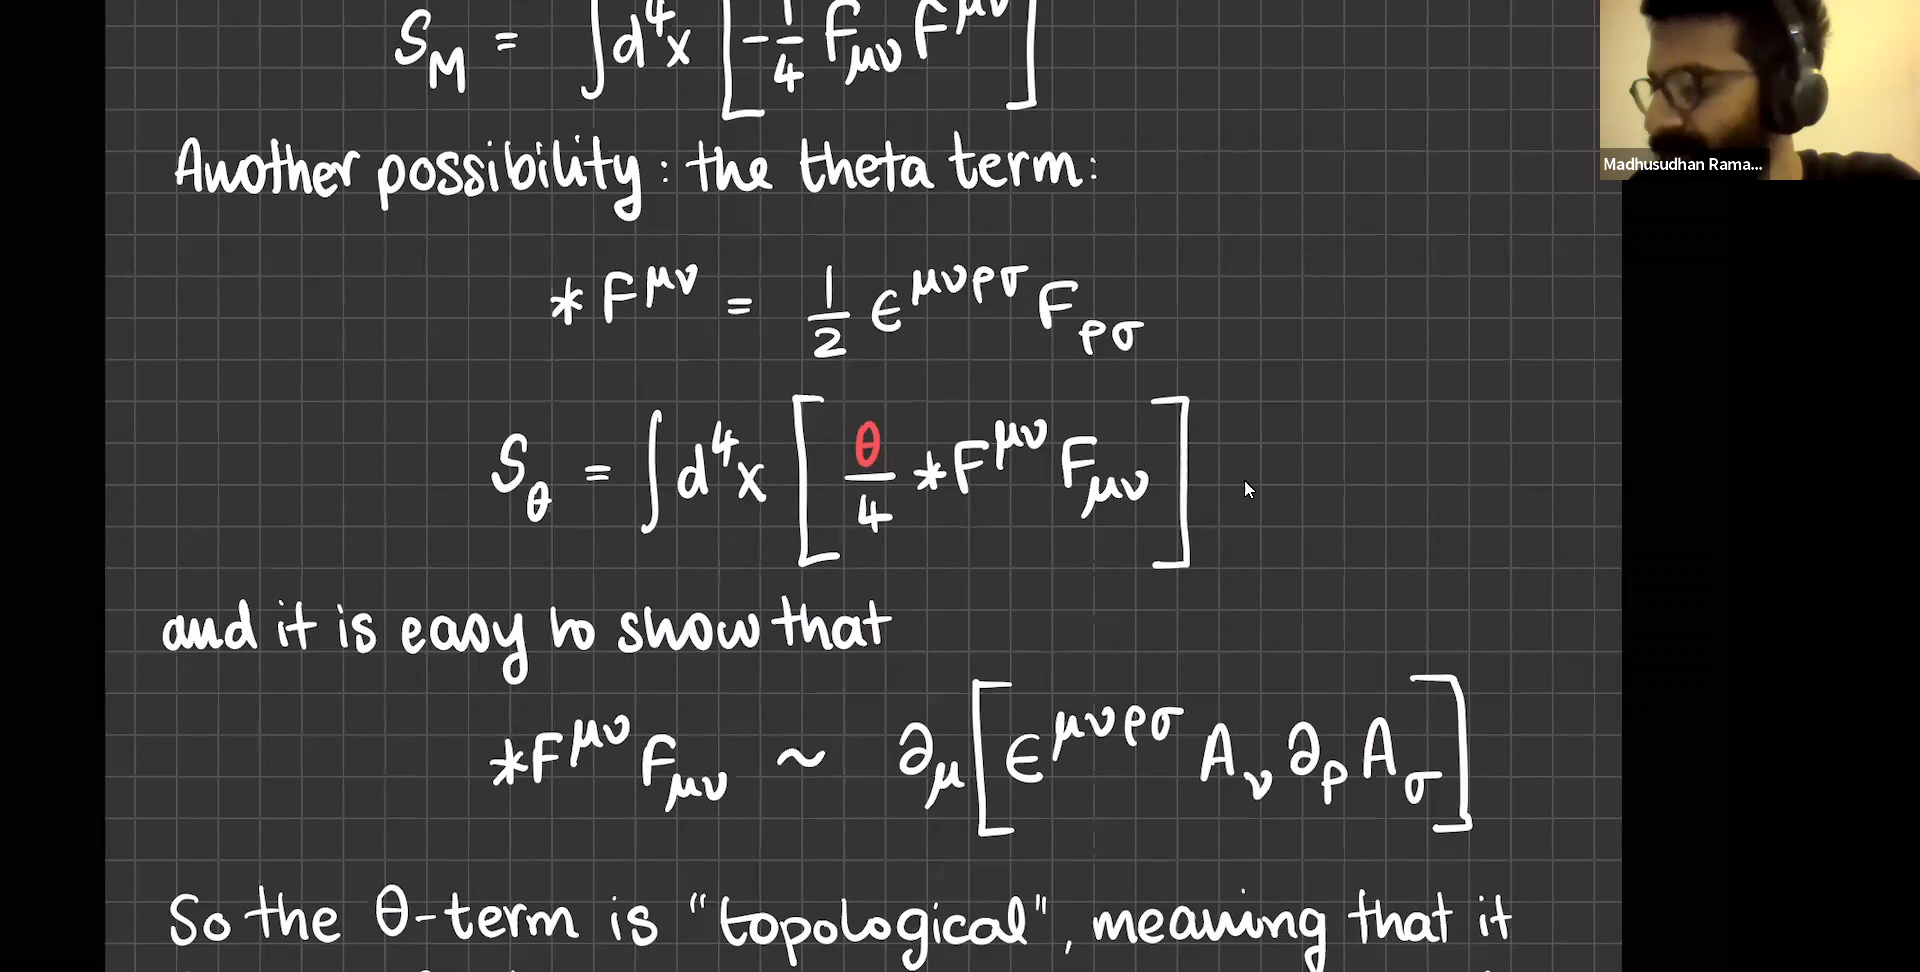 S_M = ∫d⁴x [-1/4 F_μν F^μν]
Madhusudhan Rama...
Another possibility: the theta term:
*F^μν = 1/2 ϵ^μνρσ F_ρσ
S_θ = ∫d⁴x [θ/4 *F^μν F_μν]
and it is easy to show that
*F^μν F_μν ~ ∂_μ[ϵ^μνρσ A_ν ∂_ρ A_σ]
So the θ-term is "topological", meaning that it